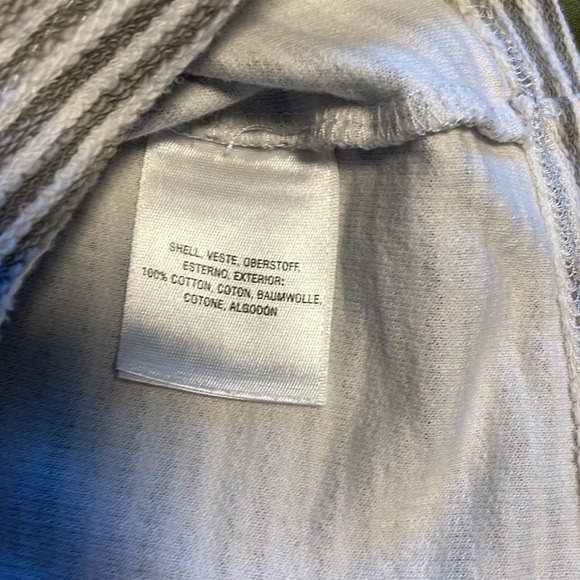 SHELL, VESTE, OBERSTOFF,
ESTERNO, EXTERIOR:
100% COTTON, COTON, BAUMWOLLE,
COTONE, ALGODÓN